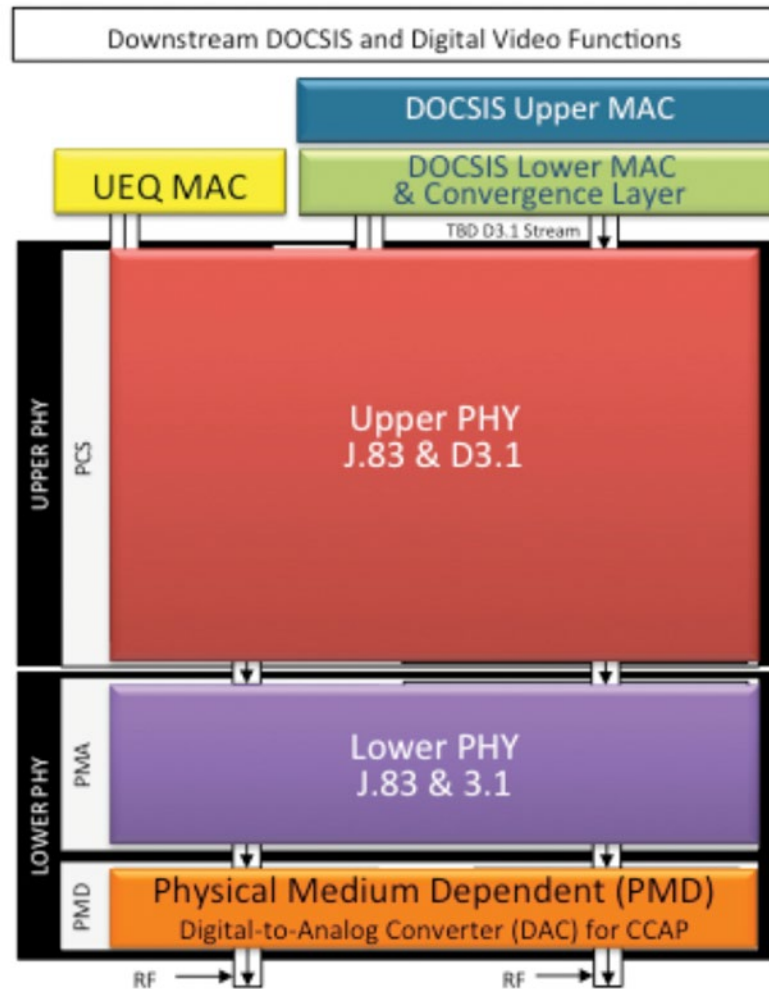 Downstream DOCSIS and Digital Video Functions
DOCSIS Upper MAC
UEQ MAC
DOCSIS Lower MAC
& Convergence Layer
TBD D3.1 Stream
UPPER PHY
PCS
Upper PHY
J.83 & D3.1
LOWER PHY
PMA
Lower PHY
J.83 & 3.1
PMD
Physical Medium Dependent (PMD)
Digital-to-Analog Converter (DAC) for CCAP
RF
RF